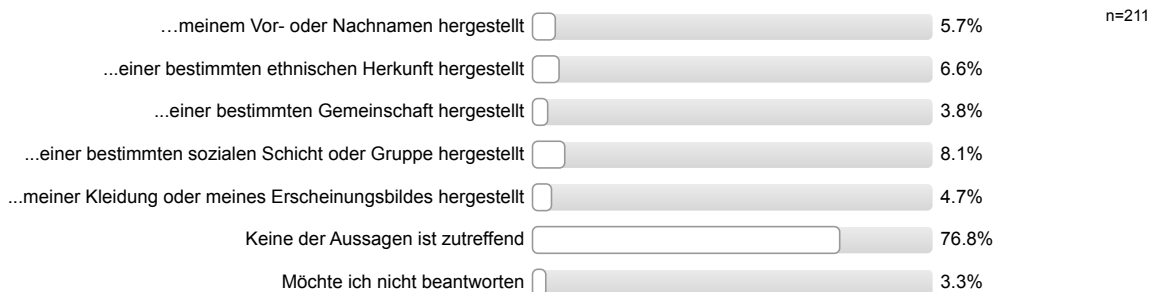 …meinem Vor- oder Nachnamen hergestellt 5.7% n=211
...einer bestimmten ethnischen Herkunft hergestellt 6.6%
...einer bestimmten Gemeinschaft hergestellt 3.8%
...einer bestimmten sozialen Schicht oder Gruppe hergestellt 8.1%
...meiner Kleidung oder meines Erscheinungsbildes hergestellt 4.7%
Keine der Aussagen ist zutreffend 76.8%
Möchte ich nicht beantworten 3.3%